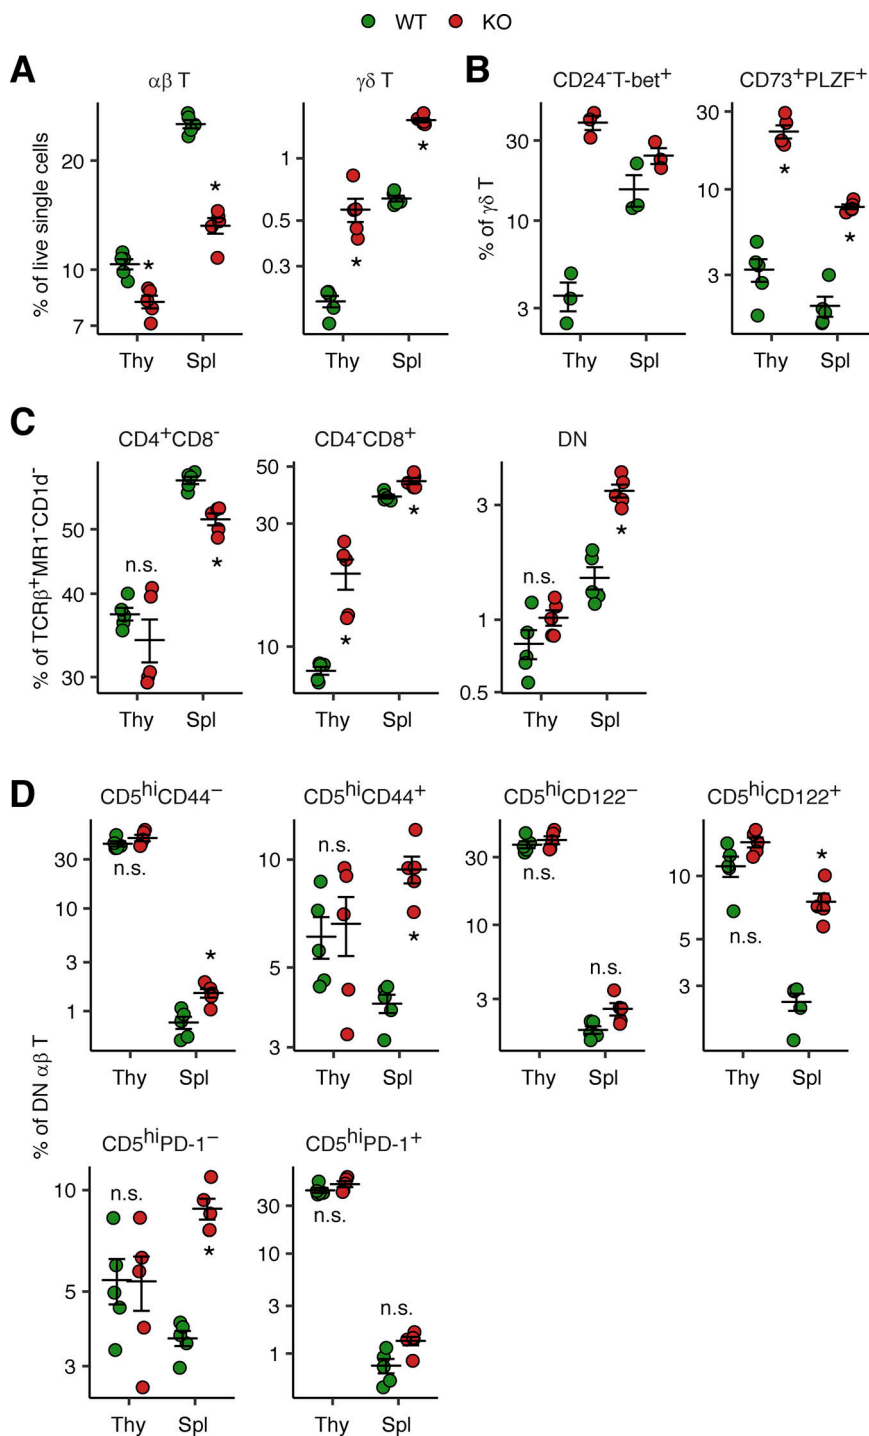 WT KO
A
αβ T
γδ T
% of live single cells
20
10
7
Thy Spl
*
*
1
0.5
0.3
Thy Spl
*
*
B
CD24⁻T-bet⁺
CD73⁺PLZF⁺
% of γδ T
30
10
3
Thy Spl
30
10
3
Thy Spl
*
*
C
CD4⁺CD8⁻
CD4⁻CD8⁺
DN
% of TCRβ⁺MR1⁻CD1d⁻
50
40
30
n.s.
*
Thy Spl
50
30
10
*
*
Thy Spl
3
1
0.5
n.s.
*
Thy Spl
D
CD5ʰⁱCD44⁻
CD5ʰⁱCD44⁺
CD5ʰⁱCD122⁻
CD5ʰⁱCD122⁺
% of DN αβ T
30
10
3
1
n.s.
*
Thy Spl
10
5
3
n.s.
*
Thy Spl
30
10
3
n.s.
n.s.
Thy Spl
10
5
3
n.s.
*
Thy Spl
CD5ʰⁱPD-1⁻
CD5ʰⁱPD-1⁺
10
5
3
n.s.
*
Thy Spl
30
10
3
1
n.s.
n.s.
Thy Spl